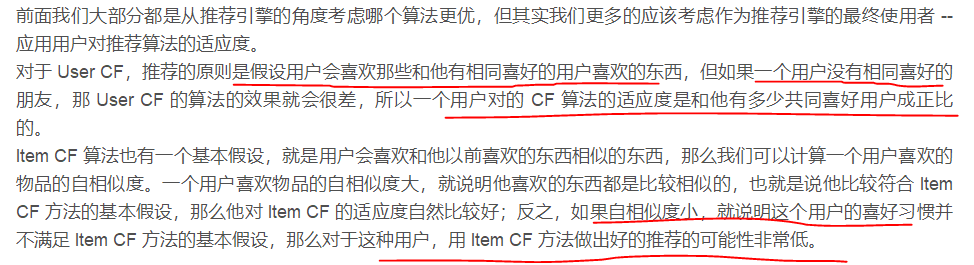 前面我们大部分都是从推荐引擎的角度考虑哪个算法更优，但其实我们更多的应该考虑作为推荐引擎的最终使用者 --
应用用户对推荐算法的适应度。
对于 User CF，推荐的原则是假设用户会喜欢那些和他有相同喜好的用户喜欢的东西，但如果一个用户没有相同喜好的
朋友，那 User CF 的算法的效果就会很差，所以一个用户对的 CF 算法的适应度是和他有多少共同喜好用户成正比
的。
Item CF 算法也有一个基本假设，就是用户会喜欢和他以前喜欢的东西相似的东西，那么我们可以计算一个用户喜欢的
物品的自相似度。一个用户喜欢物品的自相似度大，就说明他喜欢的东西都是比较相似的，也就是说他比较符合 Item
CF 方法的基本假设，那么他对 Item CF 的适应度自然比较好；反之，如果自相似度小，就说明这个用户的喜好习惯并
不满足 Item CF 方法的基本假设，那么对于这种用户，用 Item CF 方法做出好的推荐的可能性非常低。